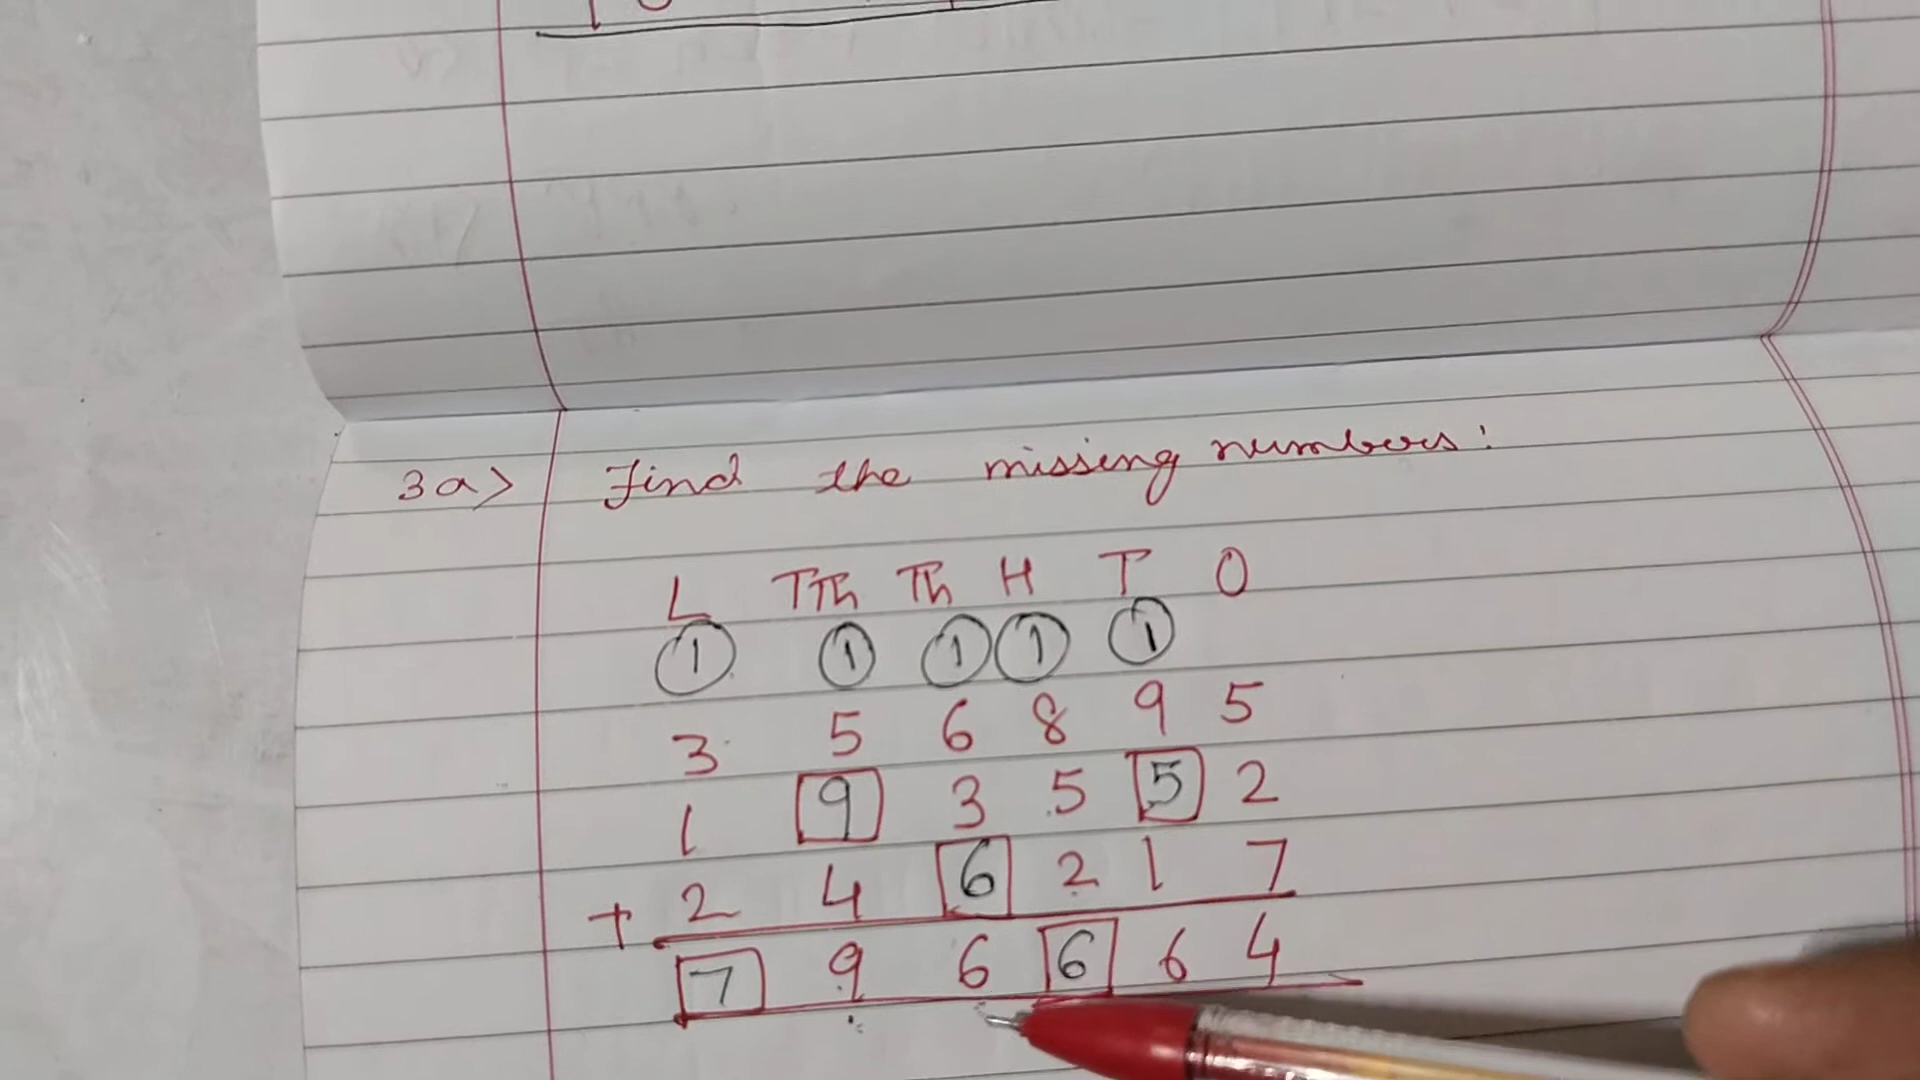 3a> Find the missing numbers:
L TTh Th H T O
1 1 1 1 1
3 5 6 8 9 5
1 9 3 5 5 2
+ 2 4 6 2 1 7
7 9 6 6 6 4